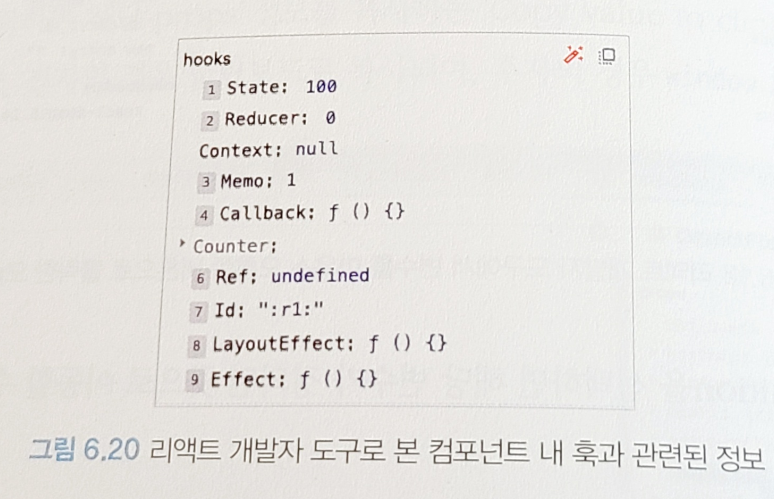 hooks
1 State: 100
2 Reducer: 0
Context: null
3 Memo: 1
4 Callback: ƒ () {}
Counter:
6 Ref: undefined
7 Id: ":r1:"
8 LayoutEffect: ƒ () {}
9 Effect: ƒ () {}
그림 6.20 리액트 개발자 도구로 본 컴포넌트 내 훅과 관련된 정보